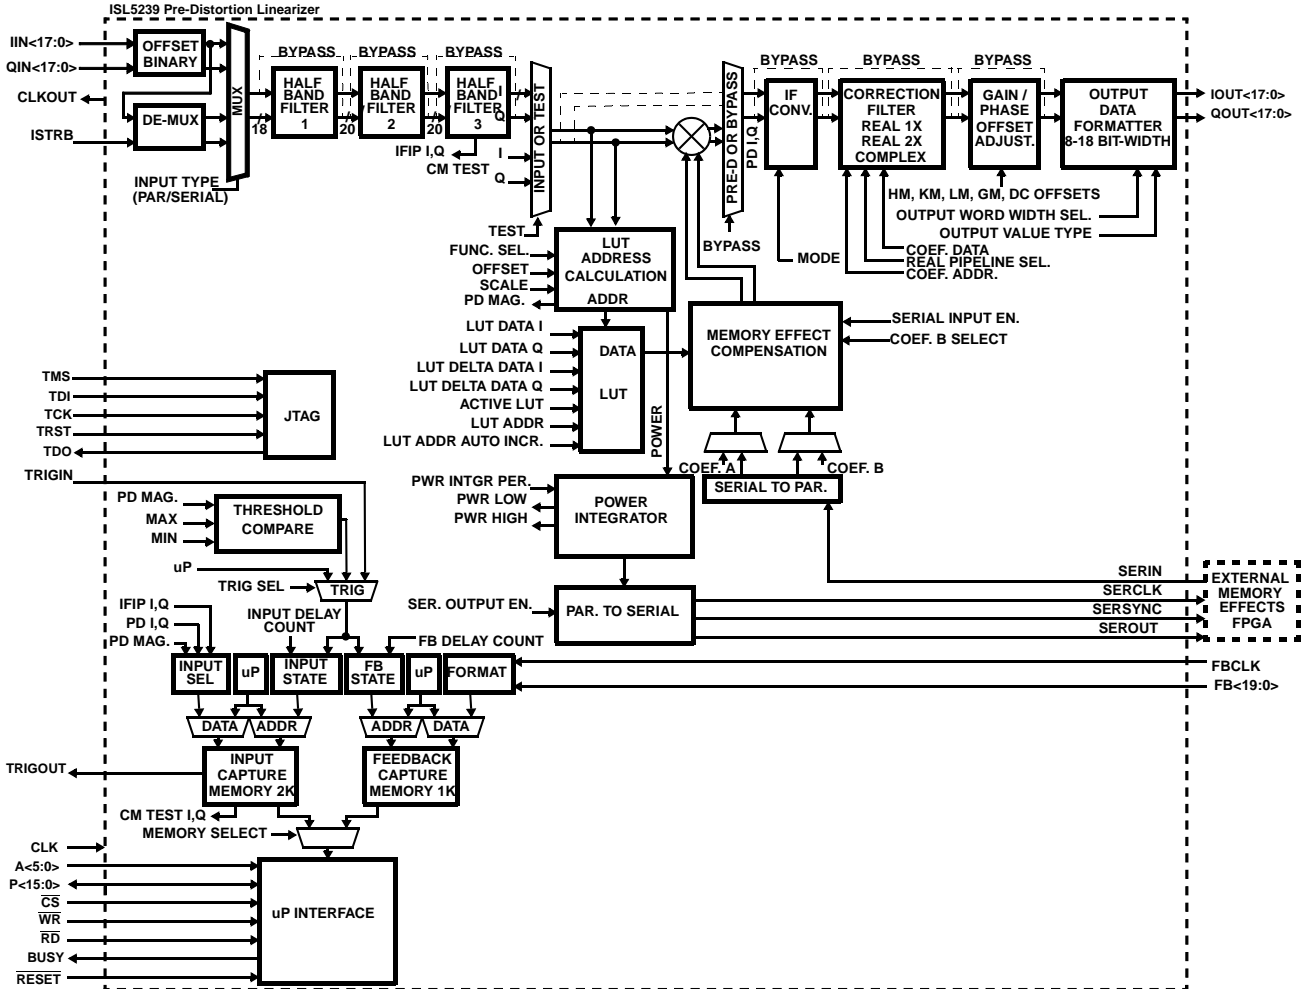 ISL5239 Pre-Distortion Linearizer
IIN<17:0>
QIN<17:0>
CLKOUT
ISTRB
OFFSET
BINARY
DE-MUX
MUX
INPUT TYPE
(PAR/SERIAL)
18
BYPASS
HALF
BAND
FILTER
1
20
BYPASS
HALF
BAND
FILTER
2
20
BYPASS
HALF
BAND
FILTER
3
I
Q
IFIP I,Q
CM TEST
I
Q
INPUT OR TEST
TEST
PRE-D OR BYPASS
PD I,Q
BYPASS
BYPASS
IF
CONV.
MODE
BYPASS
CORRECTION
FILTER
REAL 1X
REAL 2X
COMPLEX
BYPASS
GAIN /
PHASE
OFFSET
ADJUST.
OUTPUT
DATA
FORMATTER
8-18 BIT-WIDTH
IOUT<17:0>
QOUT<17:0>
HM, KM, LM, GM, DC OFFSETS
OUTPUT WORD WIDTH SEL.
OUTPUT VALUE TYPE
COEF. DATA
REAL PIPELINE SEL.
COEF. ADDR.
FUNC. SEL.
OFFSET
SCALE
PD MAG.
LUT
ADDRESS
CALCULATION
ADDR
LUT DATA I
LUT DATA Q
LUT DELTA DATA I
LUT DELTA DATA Q
ACTIVE LUT
LUT ADDR
LUT ADDR AUTO INCR.
DATA
LUT
POWER
MEMORY EFFECT
COMPENSATION
SERIAL INPUT EN.
COEF. B SELECT
COEF. A
COEF. B
SERIAL TO PAR.
TMS
TDI
TCK
TRST
TDO
JTAG
TRIGIN
PD MAG.
MAX
MIN
THRESHOLD
COMPARE
PWR INTGR PER.
PWR LOW
PWR HIGH
POWER
INTEGRATOR
uP
TRIG SEL
TRIG
SER. OUTPUT EN.
PAR. TO SERIAL
SERIN
SERCLK
SERSYNC
SEROUT
EXTERNAL
MEMORY
EFFECTS
FPGA
IFIP I,Q
PD I,Q
PD MAG.
INPUT DELAY
COUNT
FB DELAY COUNT
INPUT
SEL
uP
INPUT
STATE
FB
STATE
uP
FORMAT
FBCLK
FB<19:0>
DATA
ADDR
ADDR
DATA
INPUT
CAPTURE
MEMORY 2K
FEEDBACK
CAPTURE
MEMORY 1K
TRIGOUT
CM TEST I,Q
MEMORY SELECT
CLK
A<5:0>
P<15:0>
CS
WR
RD
BUSY
RESET
uP INTERFACE